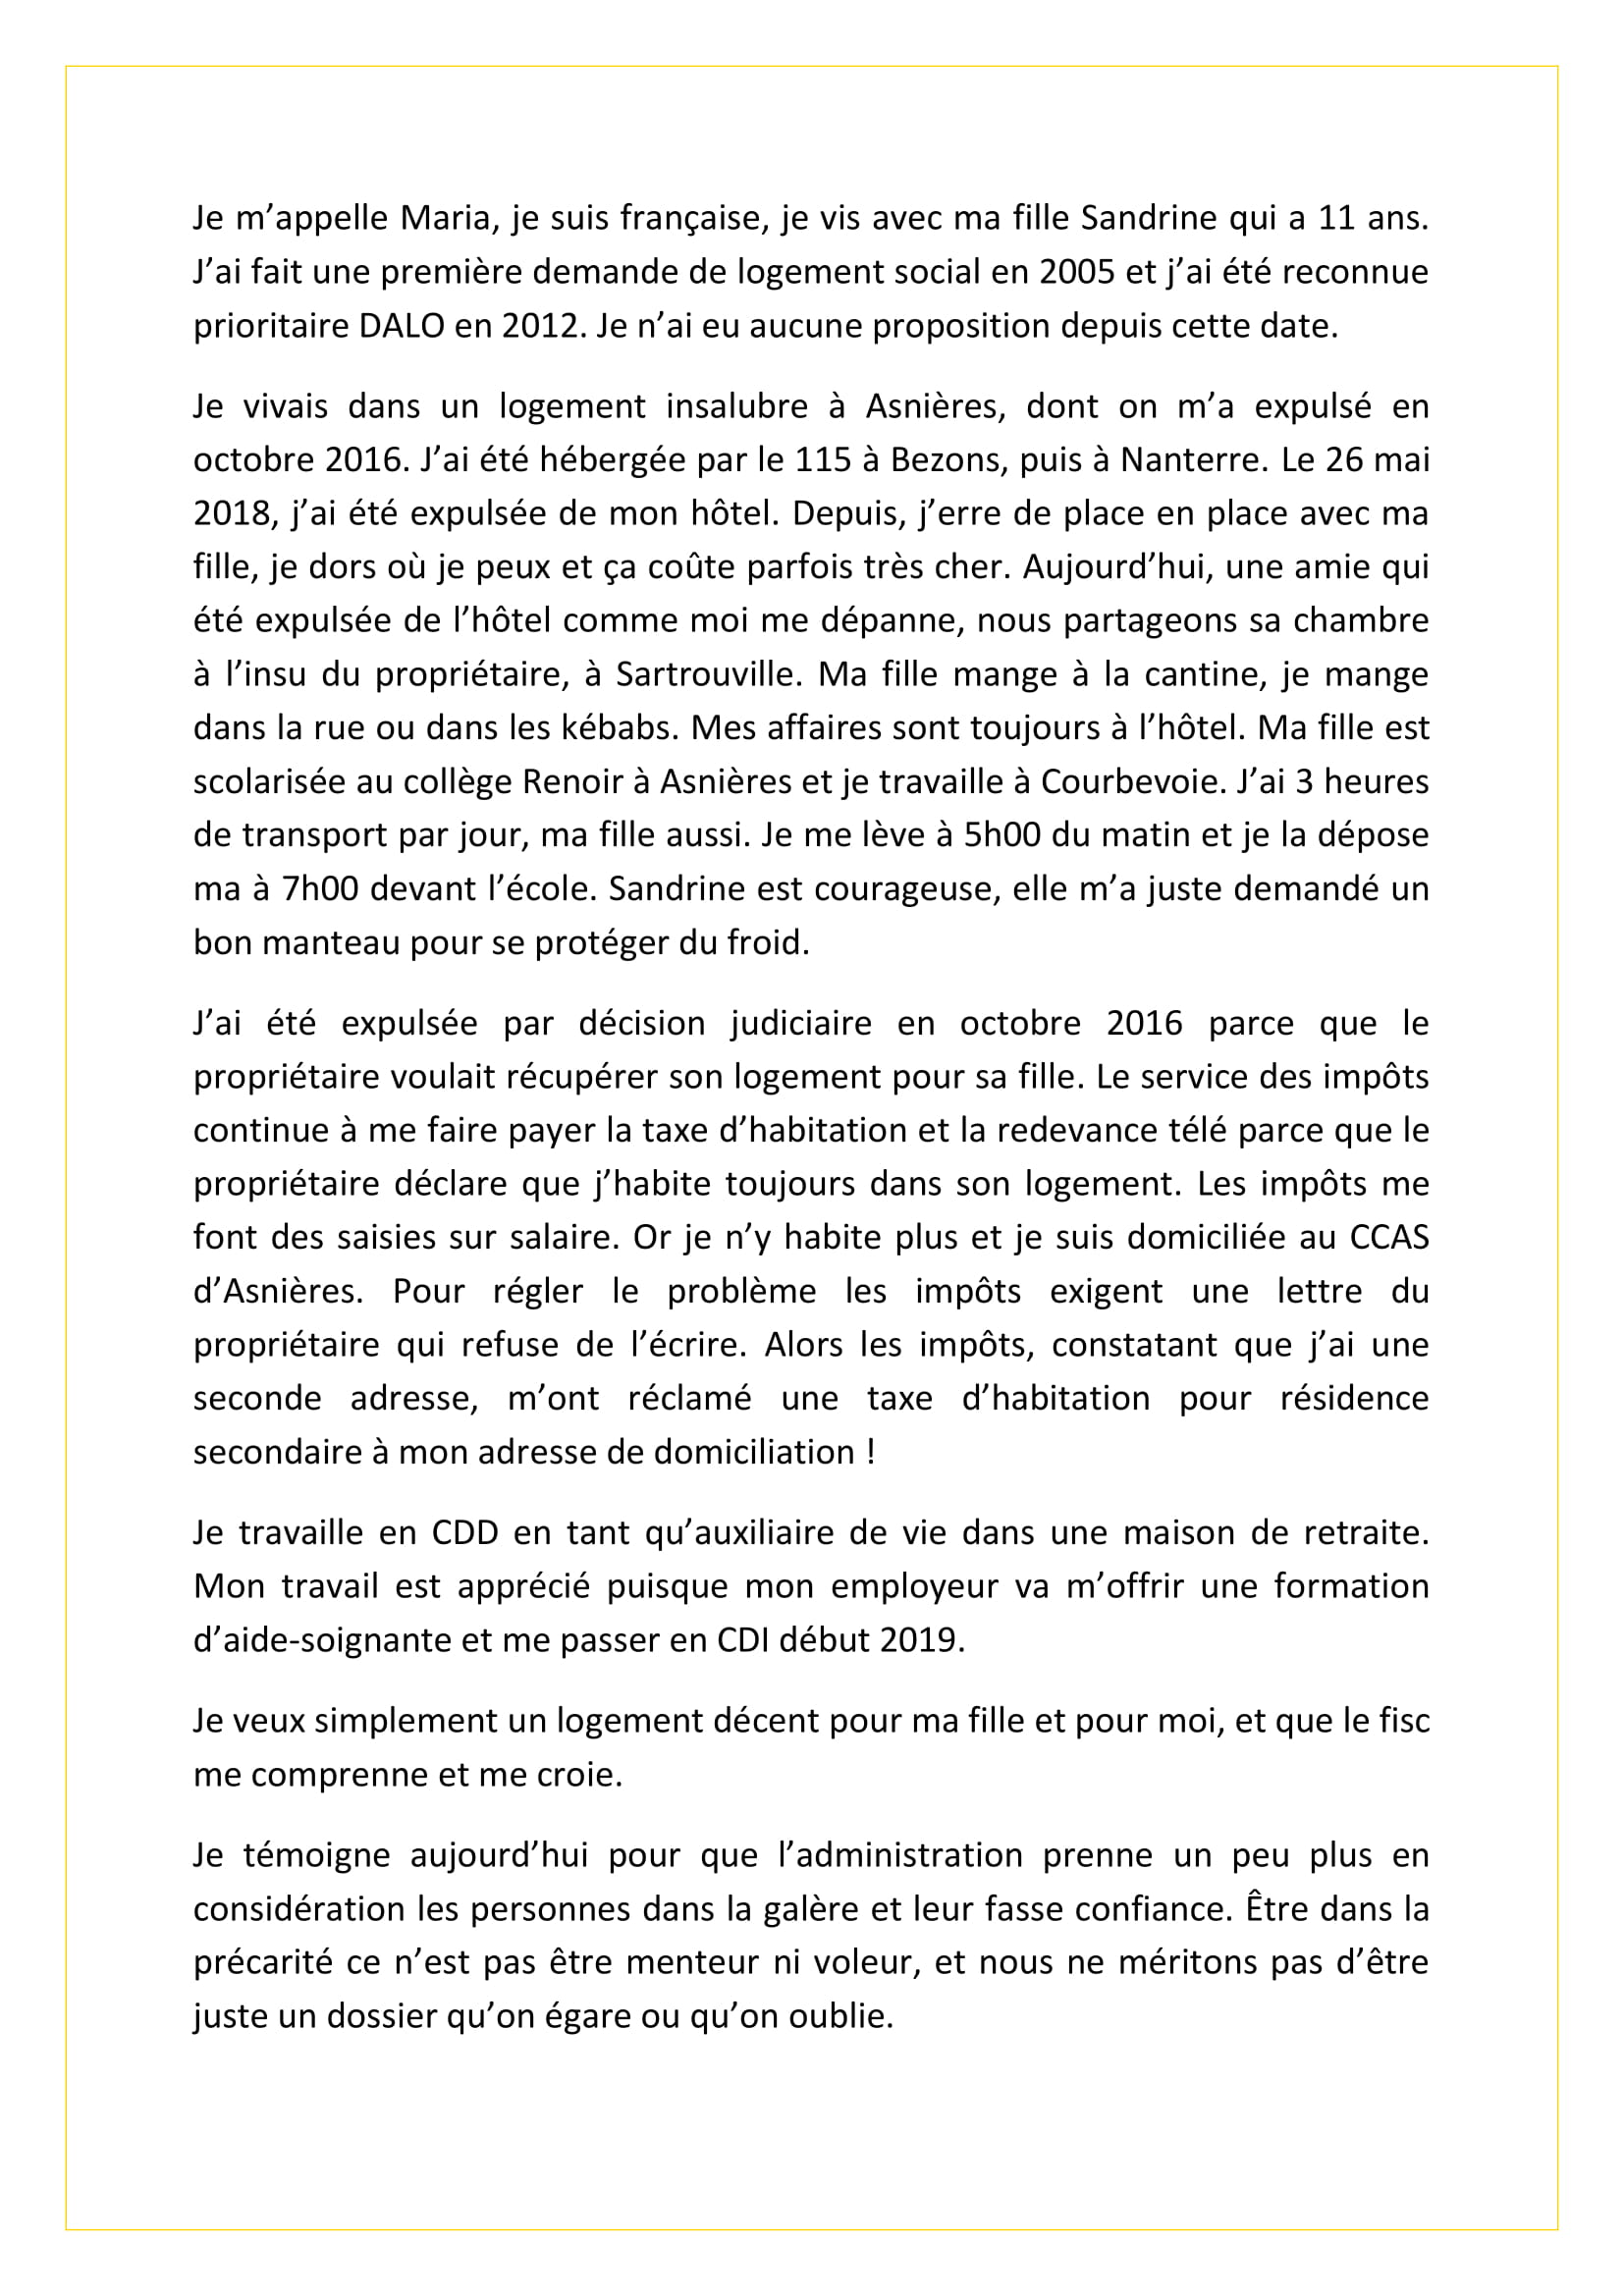 Je m’appelle Maria, je suis française, je vis avec ma fille Sandrine qui a 11 ans.
J’ai fait une première demande de logement social en 2005 et j’ai été reconnue
prioritaire DALO en 2012. Je n’ai eu aucune proposition depuis cette date.
Je vivais dans un logement insalubre à Asnières, dont on m’a expulsé en
octobre 2016. J’ai été hébergée par le 115 à Bezons, puis à Nanterre. Le 26 mai
2018, j’ai été expulsée de mon hôtel. Depuis, j’erre de place en place avec ma
fille, je dors où je peux et ça coûte parfois très cher. Aujourd’hui, une amie qui
été expulsée de l’hôtel comme moi me dépanne, nous partageons sa chambre
à l’insu du propriétaire, à Sartrouville. Ma fille mange à la cantine, je mange
dans la rue ou dans les kébabs. Mes affaires sont toujours à l’hôtel. Ma fille est
scolarisée au collège Renoir à Asnières et je travaille à Courbevoie. J’ai 3 heures
de transport par jour, ma fille aussi. Je me lève à 5h00 du matin et je la dépose
ma à 7h00 devant l’école. Sandrine est courageuse, elle m’a juste demandé un
bon manteau pour se protéger du froid.
J’ai été expulsée par décision judiciaire en octobre 2016 parce que le
propriétaire voulait récupérer son logement pour sa fille. Le service des impôts
continue à me faire payer la taxe d’habitation et la redevance télé parce que le
propriétaire déclare que j’habite toujours dans son logement. Les impôts me
font des saisies sur salaire. Or je n’y habite plus et je suis domiciliée au CCAS
d’Asnières. Pour régler le problème les impôts exigent une lettre du
propriétaire qui refuse de l’écrire. Alors les impôts, constatant que j’ai une
seconde adresse, m’ont réclamé une taxe d’habitation pour résidence
secondaire à mon adresse de domiciliation !
Je travaille en CDD en tant qu’auxiliaire de vie dans une maison de retraite.
Mon travail est apprécié puisque mon employeur va m’offrir une formation
d’aide-soignante et me passer en CDI début 2019.
Je veux simplement un logement décent pour ma fille et pour moi, et que le fisc
me comprenne et me croie.
Je témoigne aujourd’hui pour que l’administration prenne un peu plus en
considération les personnes dans la galère et leur fasse confiance. Être dans la
précarité ce n’est pas être menteur ni voleur, et nous ne méritons pas d’être
juste un dossier qu’on égare ou qu’on oublie.